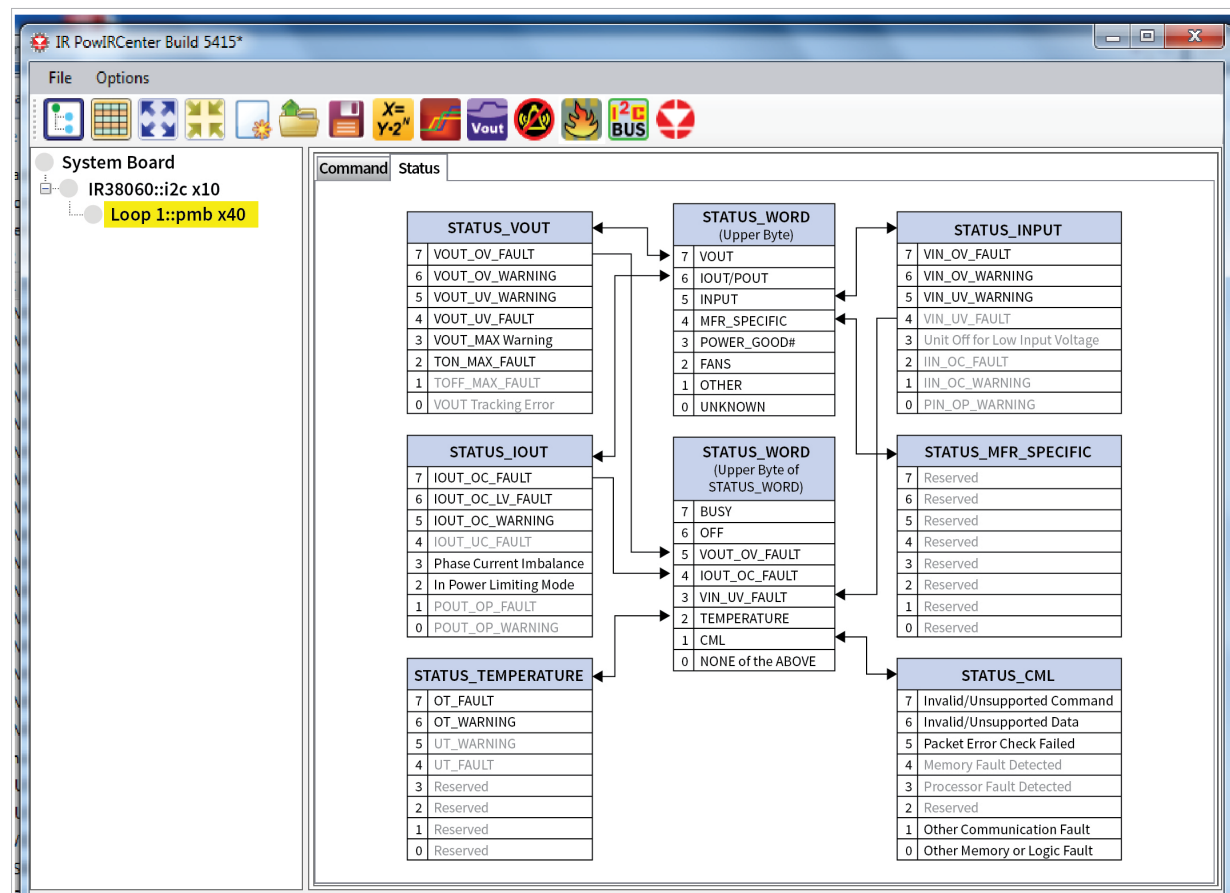 IR PowIRCenter Build 5415*
File Options
X=
Y·2ᴺ
Vout
I²C
BUS
System Board
IR38060::i2c x10
Loop 1::pmb x40
Command Status
STATUS_VOUT
7 VOUT_OV_FAULT
6 VOUT_OV_WARNING
5 VOUT_UV_WARNING
4 VOUT_UV_FAULT
3 VOUT_MAX Warning
2 TON_MAX_FAULT
1 TOFF_MAX_FAULT
0 VOUT Tracking Error
STATUS_IOUT
7 IOUT_OC_FAULT
6 IOUT_OC_LV_FAULT
5 IOUT_OC_WARNING
4 IOUT_UC_FAULT
3 Phase Current Imbalance
2 In Power Limiting Mode
1 POUT_OP_FAULT
0 POUT_OP_WARNING
STATUS_TEMPERATURE
7 OT_FAULT
6 OT_WARNING
5 UT_WARNING
4 UT_FAULT
3 Reserved
2 Reserved
1 Reserved
0 Reserved
STATUS_WORD
(Upper Byte)
7 VOUT
6 IOUT/POUT
5 INPUT
4 MFR_SPECIFIC
3 POWER_GOOD#
2 FANS
1 OTHER
0 UNKNOWN
STATUS_WORD
(Upper Byte of
STATUS_WORD)
7 BUSY
6 OFF
5 VOUT_OV_FAULT
4 IOUT_OC_FAULT
3 VIN_UV_FAULT
2 TEMPERATURE
1 CML
0 NONE of the ABOVE
STATUS_INPUT
7 VIN_OV_FAULT
6 VIN_OV_WARNING
5 VIN_UV_WARNING
4 VIN_UV_FAULT
3 Unit Off for Low Input Voltage
2 IIN_OC_FAULT
1 IIN_OC_WARNING
0 PIN_OP_WARNING
STATUS_MFR_SPECIFIC
7 Reserved
6 Reserved
5 Reserved
4 Reserved
3 Reserved
2 Reserved
1 Reserved
0 Reserved
STATUS_CML
7 Invalid/Unsupported Command
6 Invalid/Unsupported Data
5 Packet Error Check Failed
4 Memory Fault Detected
3 Processor Fault Detected
2 Reserved
1 Other Communication Fault
0 Other Memory or Logic Fault